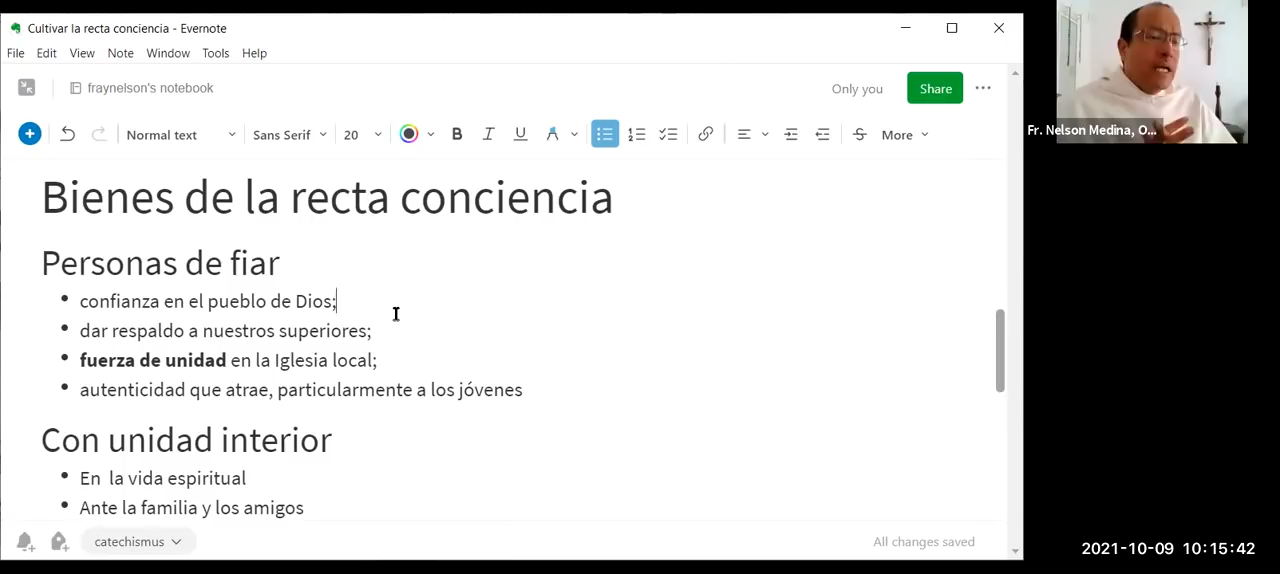 Cultivar la recta conciencia - Evernote
File Edit View Note Window Tools Help
fraynelson's notebook Only you Share
Normal text Sans Serif 20 B I U A More
Fr. Nelson Medina, O...
Bienes de la recta conciencia
Personas de fiar
• confianza en el pueblo de Dios;
• dar respaldo a nuestros superiores;
• fuerza de unidad en la Iglesia local;
• autenticidad que atrae, particularmente a los jóvenes
Con unidad interior
• En  la vida espiritual
• Ante la familia y los amigos
catechismus All changes saved
2021-10-09 10:15:42